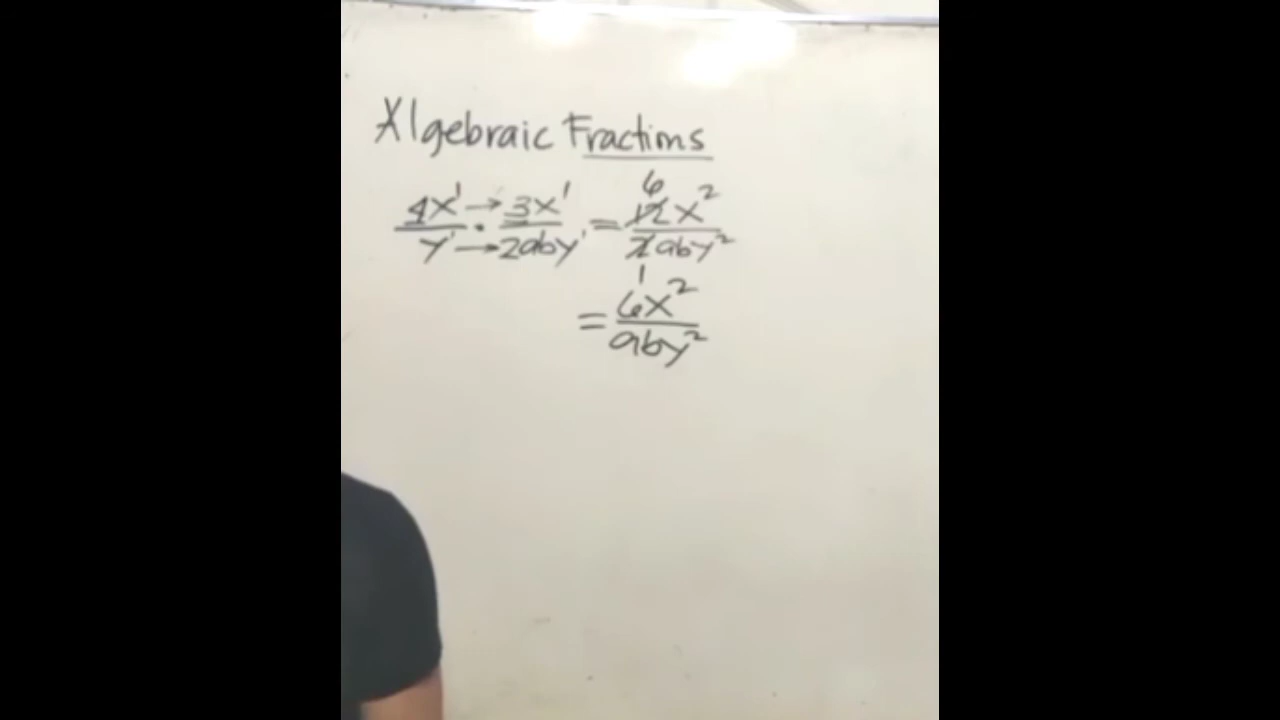 Algebraic Fractions
4x¹/y¹ → → · 3x¹/2aby¹ = 12x²/2aby² 6 1
= 6x²/aby²